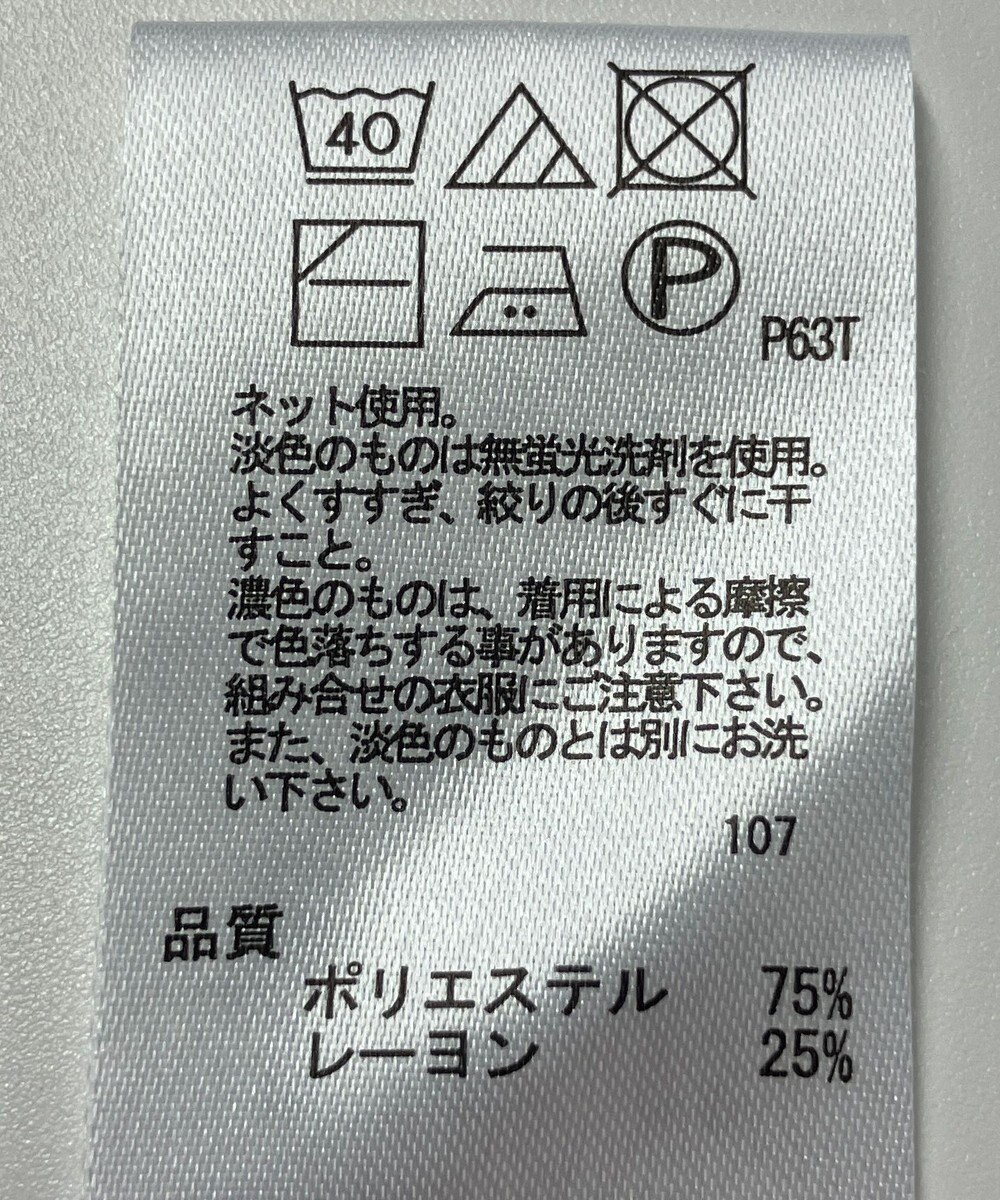 40
P
P63T
ネット使用。
淡色のものは無蛍光洗剤を使用。
よくすすぎ、絞りの後すぐに干
すこと。
濃色のものは、着用による摩擦
で色落ちする事がありますので、
組み合せの衣服にご注意下さい。
また、淡色のものとは別にお洗
い下さい。
107
品質
ポリエステル 75%
レーヨン 25%